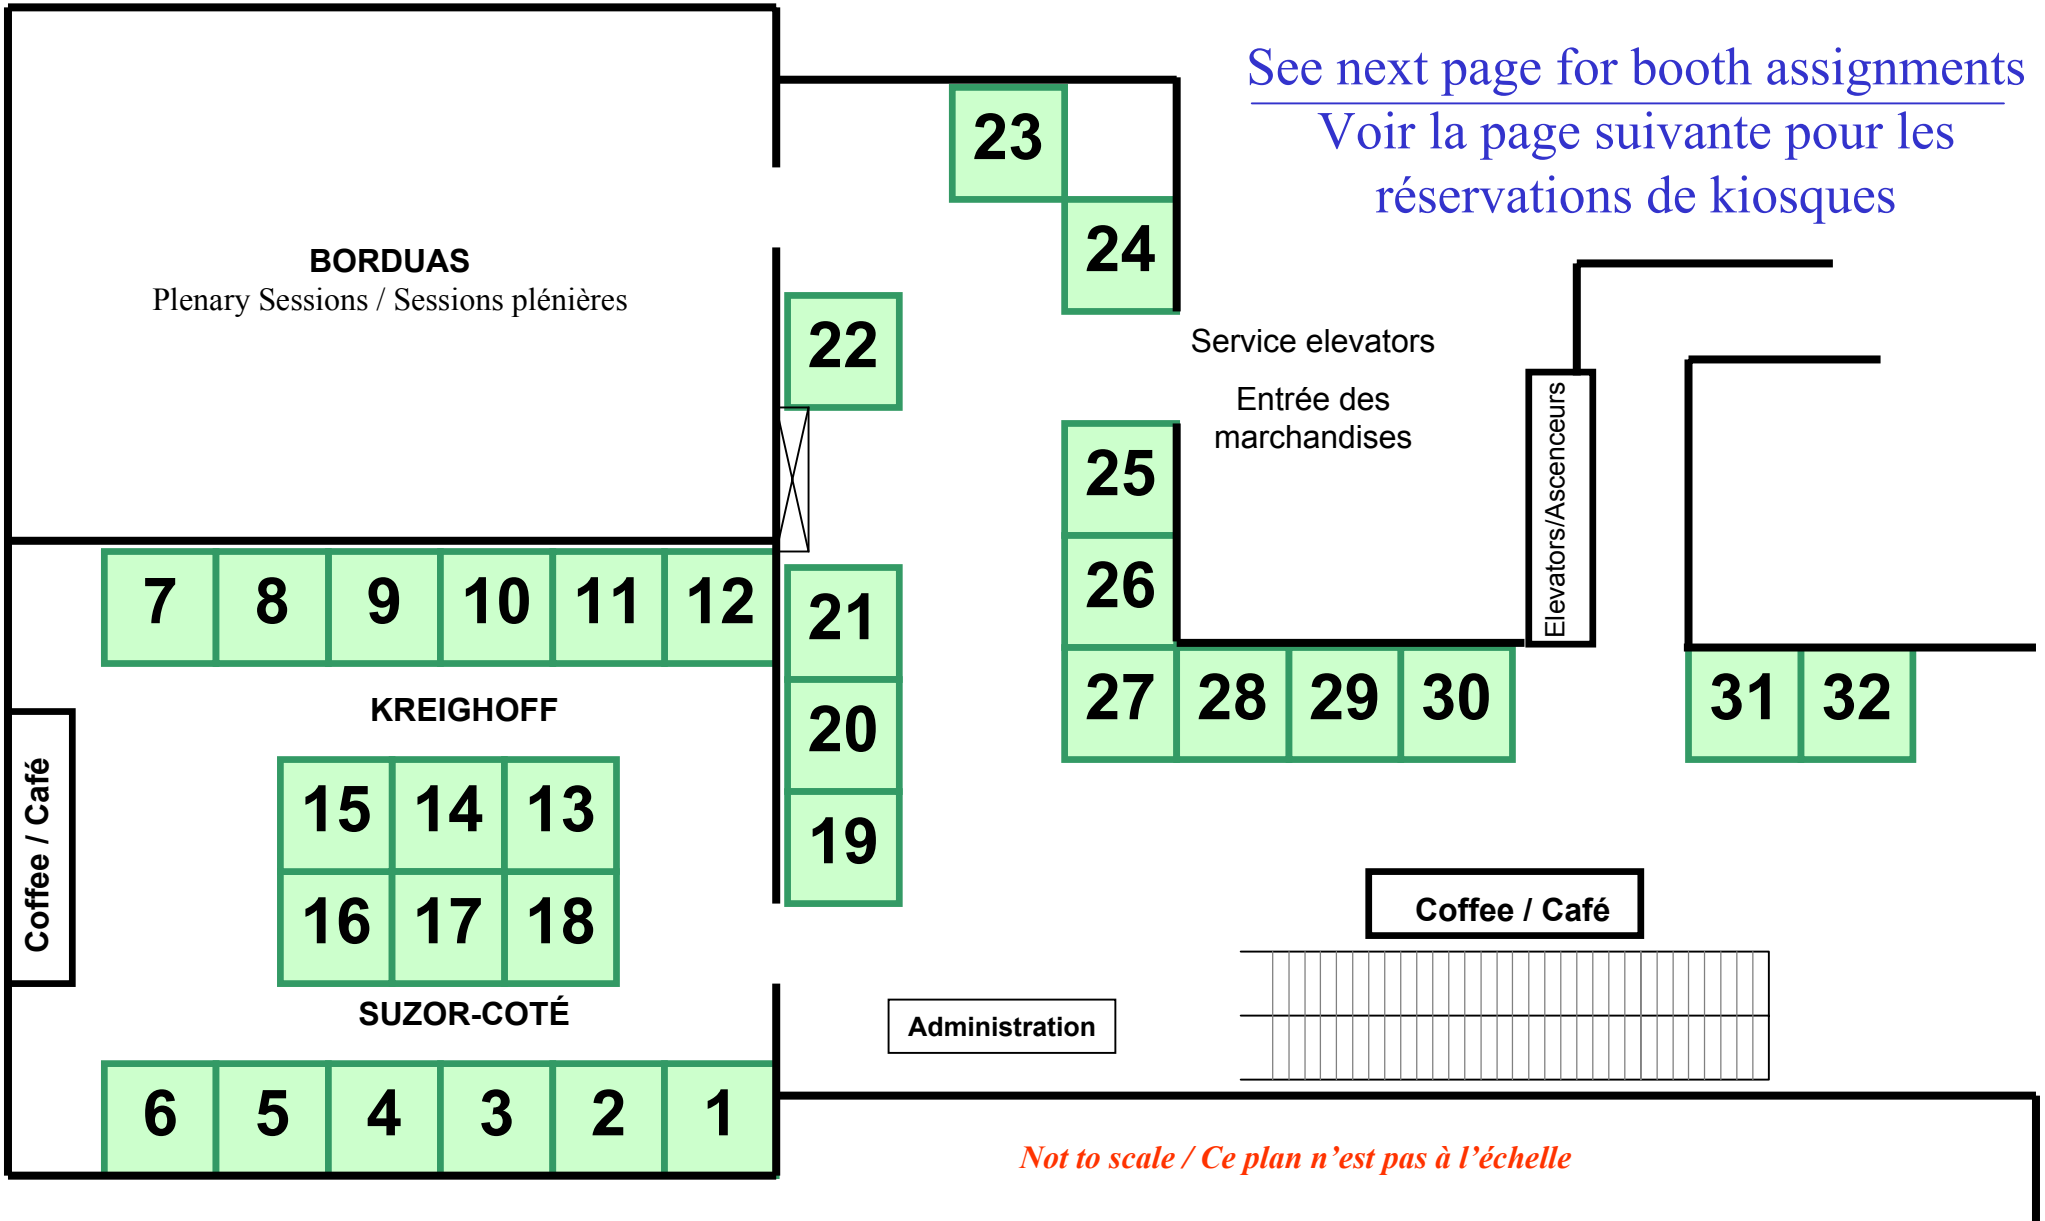 See next page for booth assignments
Voir la page suivante pour les
réservations de kiosques
23
24
BORDUAS
Plenary Sessions / Sessions plénières
22
Service elevators
Entrée des
marchandises
Elevators/Ascenceurs
25
26
7 8 9 10 11 12
21
27 28 29 30
31 32
KREIGHOFF
20
Coffee / Café
15 14 13
19
16 17 18
Coffee / Café
SUZOR-COTÉ
Administration
6 5 4 3 2 1
Not to scale / Ce plan n’est pas à l’échelle